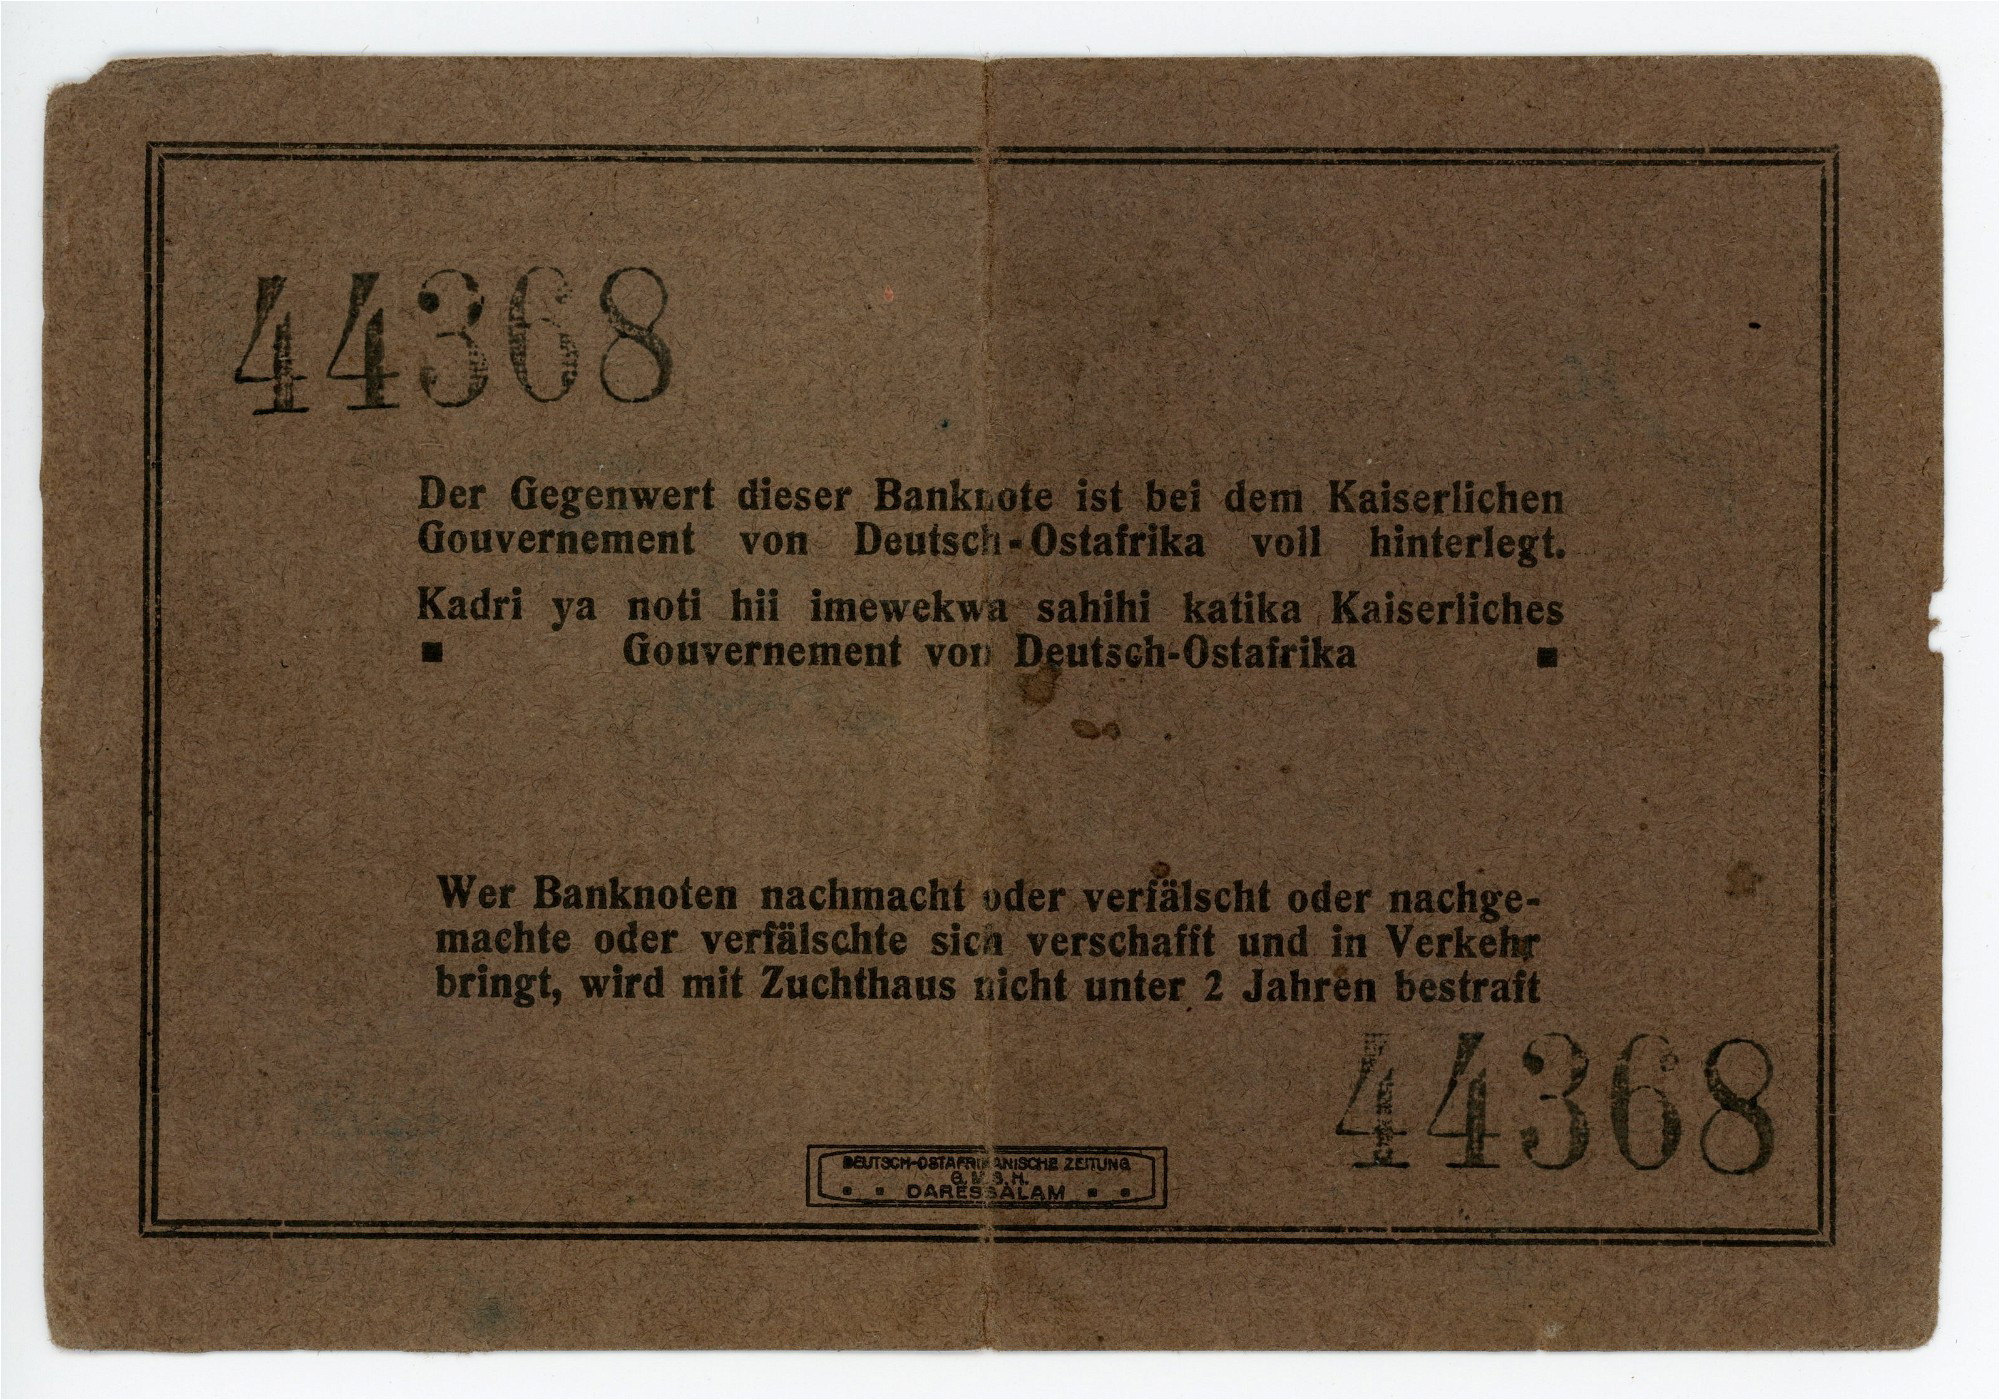 44368
Der Gegenwert dieser Banknote ist bei dem Kaiserlichen
Gouvernement von Deutsch-Ostafrika voll hinterlegt.
Kadri ya noti hii imewekwa sahihi katika Kaiserliches
Gouvernement von Deutsch-Ostafrika
Wer Banknoten nachmacht oder verfälscht oder nachge-
machte oder verfälschte sich verschafft und in Verkehr
bringt, wird mit Zuchthaus nicht unter 2 Jahren bestraft
44368
DEUTSCH-OSTAFRIKANISCHE ZEITUNG
G.M.B.H.
DARESSALAM